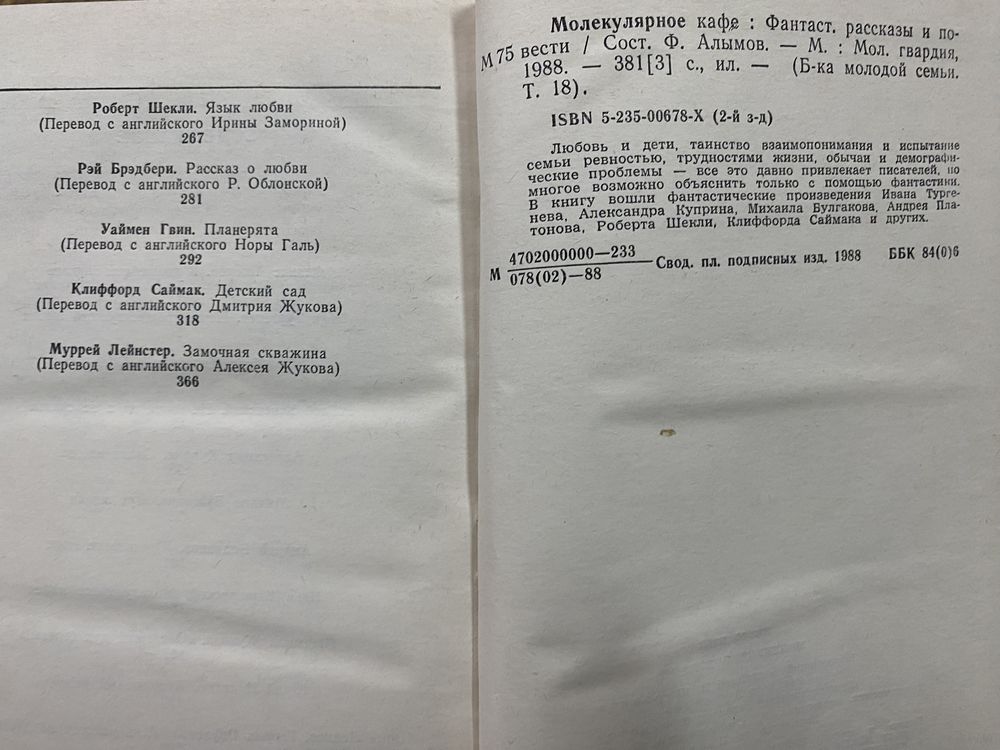 Роберт Шекли. Язык любви
(Перевод с английского Ирины Замориной)
267
Рэй Брэдбери. Рассказ о любви
(Перевод с английского Р. Облонской)
281
Уаймен Гвин. Планерята
(Перевод с английского Норы Галь)
292
Клиффорд Саймак. Детский сад
(Перевод с английского Дмитрия Жукова)
318
Муррей Лейнстер. Замочная скважина
(Перевод с английского Алексея Жукова)
366
Молекулярное кафе : Фантаст. рассказы и по-
М 75 вести / Сост. Ф. Алымов. — М. : Мол. гвардия,
1988. — 381[3] с., ил. — (Б-ка молодой семьи.
Т. 18).
ISBN 5-235-00678-X (2-й з-д)
Любовь и дети, таинство взаимопонимания и испытание
семьи ревностью, трудностями жизни, обычаи и демографи-
ческие проблемы — все это давно привлекает писателей, но
многое возможно объяснить только с помощью фантастики.
В книгу вошли фантастические произведения Ивана Турге-
нева, Александра Куприна, Михаила Булгакова, Андрея Пла-
тонова, Роберта Шекли, Клиффорда Саймака и других.
4702000000—233
М 078(02)—88 Свод. пл. подписных изд. 1988 ББК 84(0)6